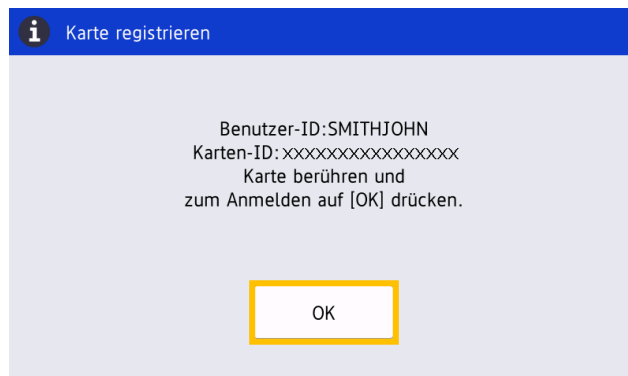 i Karte registrieren
Benutzer-ID:SMITHJOHN
Karten-ID:XXXXXXXXXXXXXXXX
Karte berühren und
zum Anmelden auf [OK] drücken.
OK